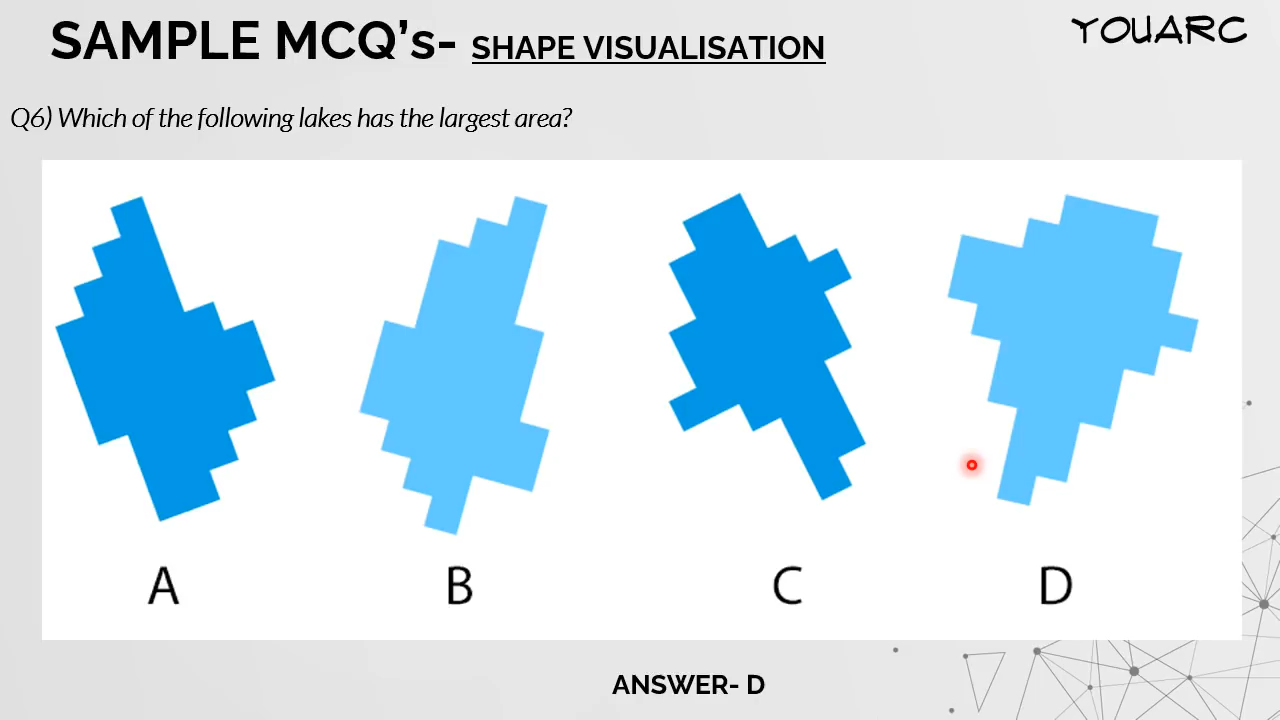 SAMPLE MCQ’s- SHAPE VISUALISATION
YOUARC
Q6) Which of the following lakes has the largest area?
A B C D
ANSWER- D